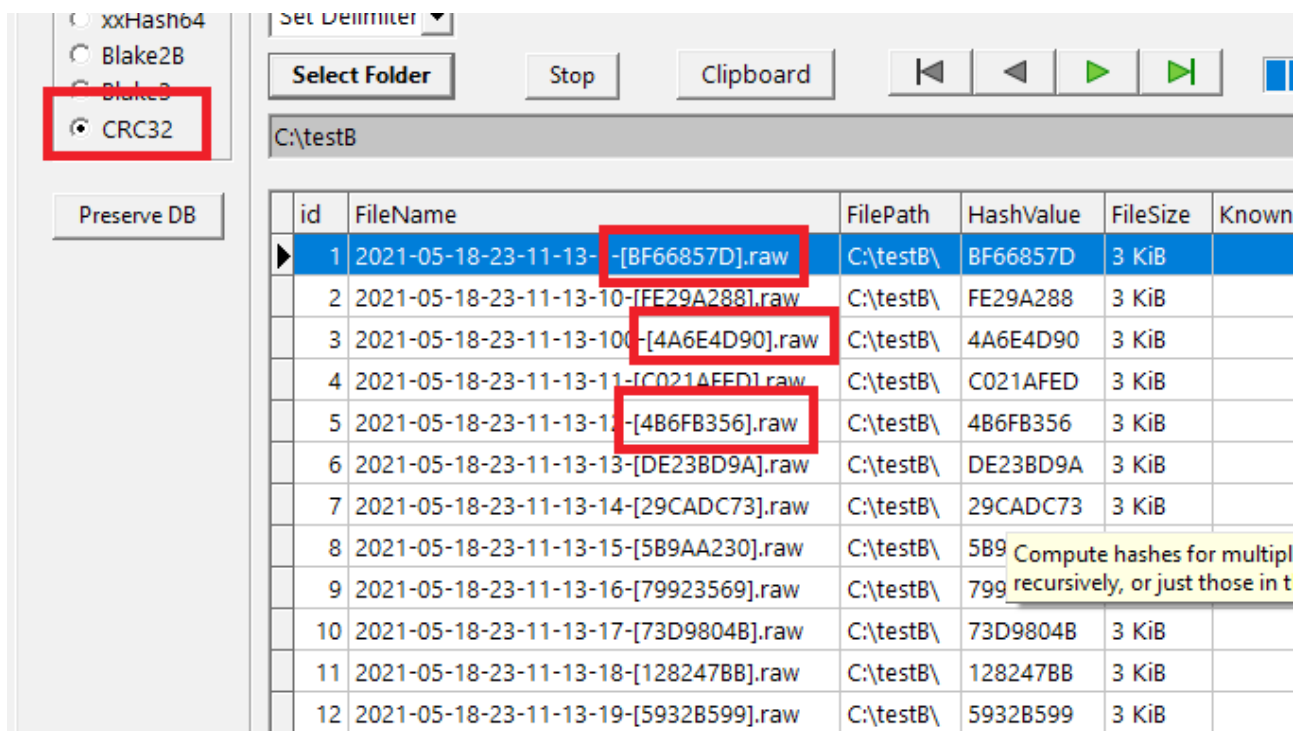 xxHash64
Set Delimiter
Blake2B
Select Folder Stop Clipboard
Blake3
CRC32
C:\testB
Preserve DB
id FileName FilePath HashValue FileSize Known
1 2021-05-18-23-11-13- -[BF66857D].raw C:\testB\ BF66857D 3 KiB
2 2021-05-18-23-11-13-10-[FE29A288].raw C:\testB\ FE29A288 3 KiB
3 2021-05-18-23-11-13-100-[4A6E4D90].raw C:\testB\ 4A6E4D90 3 KiB
4 2021-05-18-23-11-13-11-[C021AFED].raw C:\testB\ C021AFED 3 KiB
5 2021-05-18-23-11-13-12-[4B6FB356].raw C:\testB\ 4B6FB356 3 KiB
6 2021-05-18-23-11-13-13-[DE23BD9A].raw C:\testB\ DE23BD9A 3 KiB
7 2021-05-18-23-11-13-14-[29CADC73].raw C:\testB\ 29CADC73 3 KiB
8 2021-05-18-23-11-13-15-[5B9AA230].raw C:\testB\ 5B9
Compute hashes for multipl
9 2021-05-18-23-11-13-16-[79923569].raw C:\testB\ 799
recursively, or just those in t
10 2021-05-18-23-11-13-17-[73D9804B].raw C:\testB\ 73D9804B 3 KiB
11 2021-05-18-23-11-13-18-[128247BB].raw C:\testB\ 128247BB 3 KiB
12 2021-05-18-23-11-13-19-[5932B599].raw C:\testB\ 5932B599 3 KiB